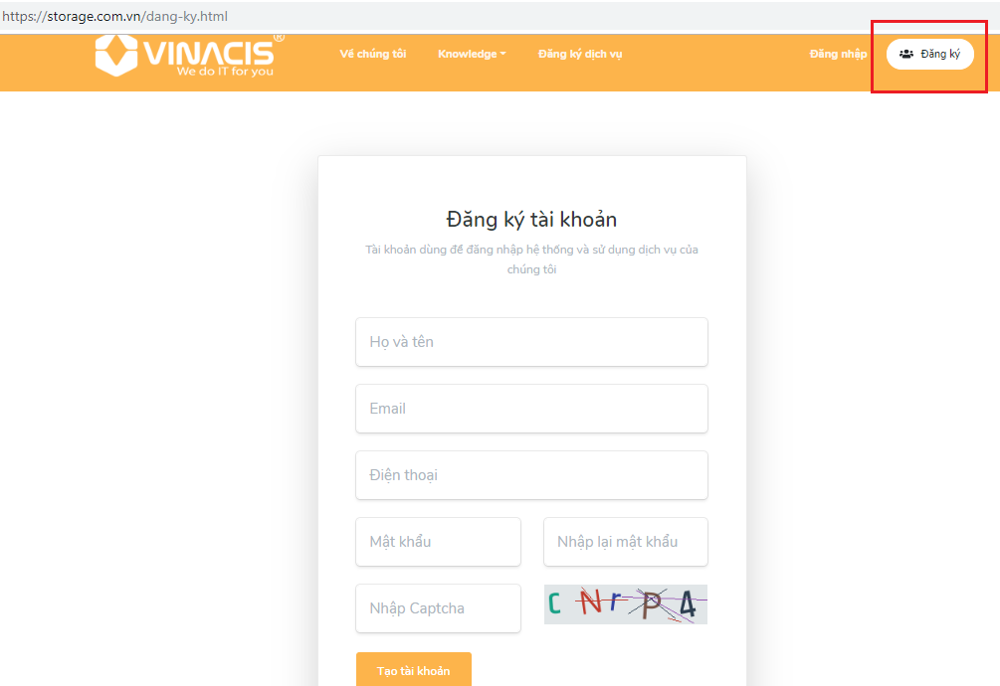 https://storage.com.vn/dang-ky.html
VINACIS®
We do IT for you
Về chúng tôi
Knowledge
Đăng ký dịch vụ
Đăng nhập
Đăng ký
Đăng ký tài khoản
Tài khoản dùng để đăng nhập hệ thống và sử dụng dịch vụ của
chúng tôi
Họ và tên
Email
Điện thoại
Mật khẩu
Nhập lại mật khẩu
Nhập Captcha
C N r P 4
Tạo tài khoản